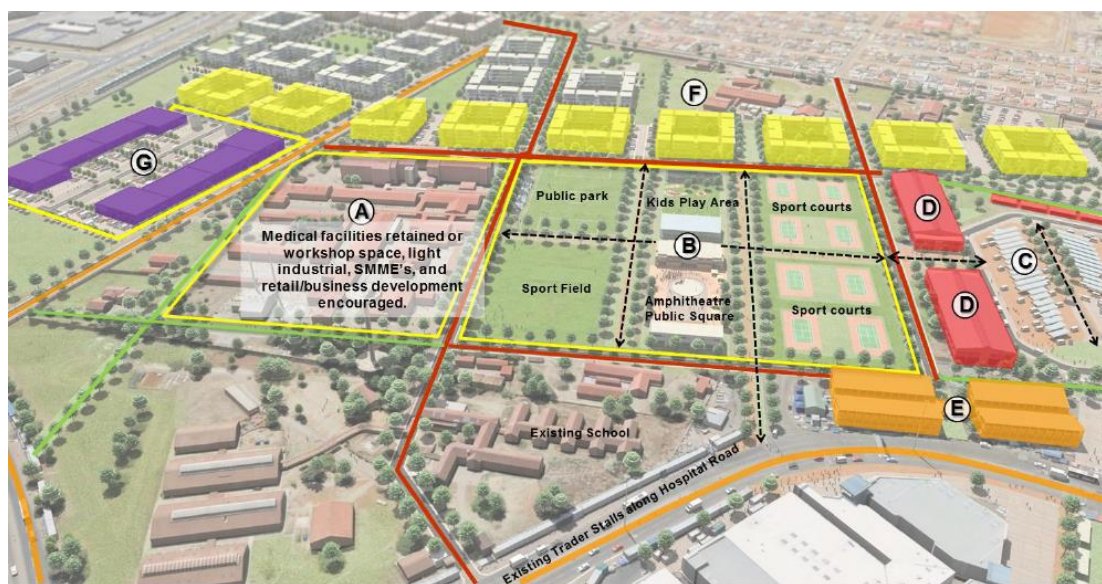 F
G
A
Medical facilities retained or
workshop space, light
industrial, SMME's, and
retail/business development
encouraged.
Public park
Kids Play Area
Sport courts
B
D
C
Sport Field
Amphitheatre
Public Square
Sport courts
D
E
Existing School
Existing Trader Stalls along Hospital Road